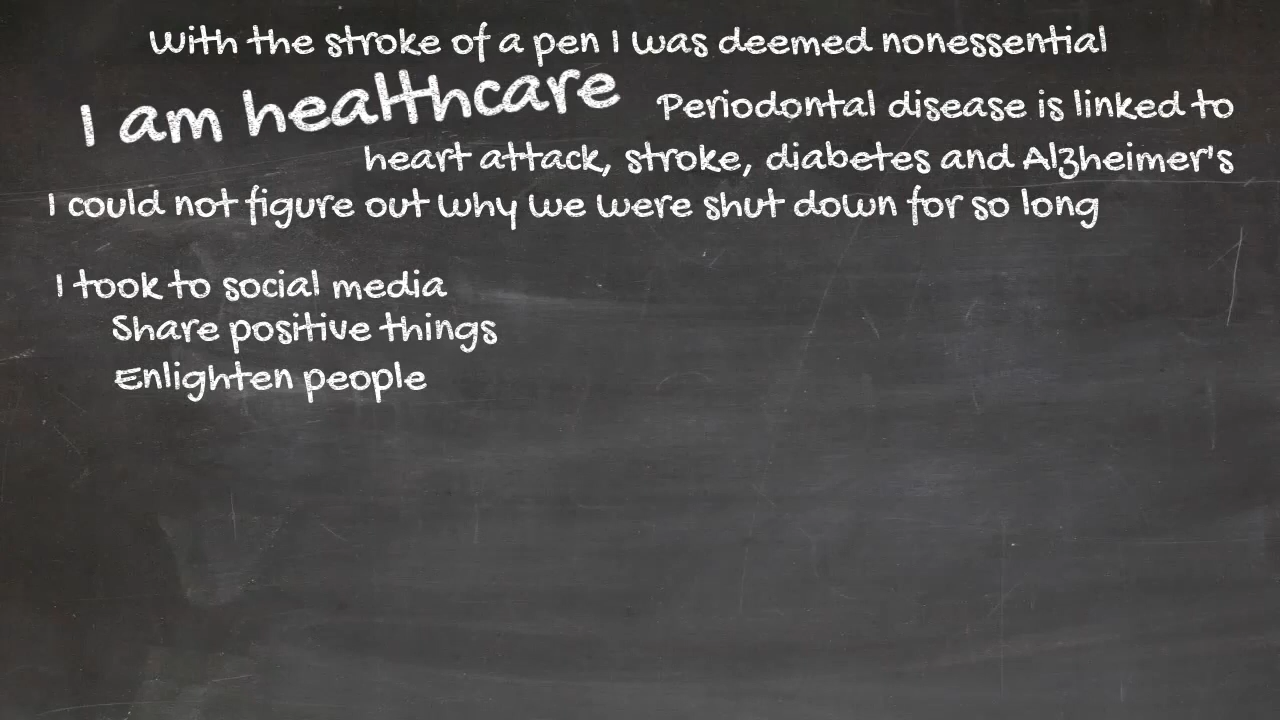 With the stroke of a pen I was deemed nonessential
I am healthcare
Periodontal disease is linked to
heart attack, stroke, diabetes and Alzheimer's
I could not figure out why we were shut down for so long
I took to social media
Share positive things
Enlighten people